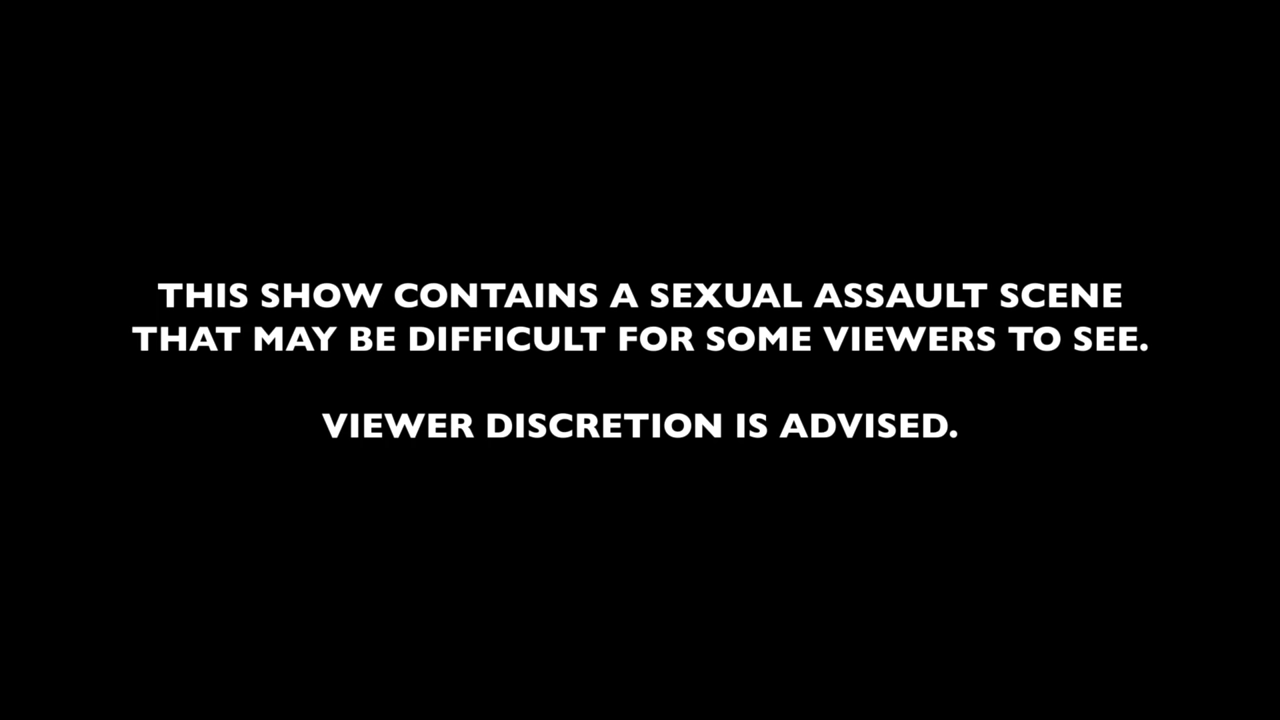 THIS SHOW CONTAINS A SEXUAL ASSAULT SCENE
THAT MAY BE DIFFICULT FOR SOME VIEWERS TO SEE.
VIEWER DISCRETION IS ADVISED.